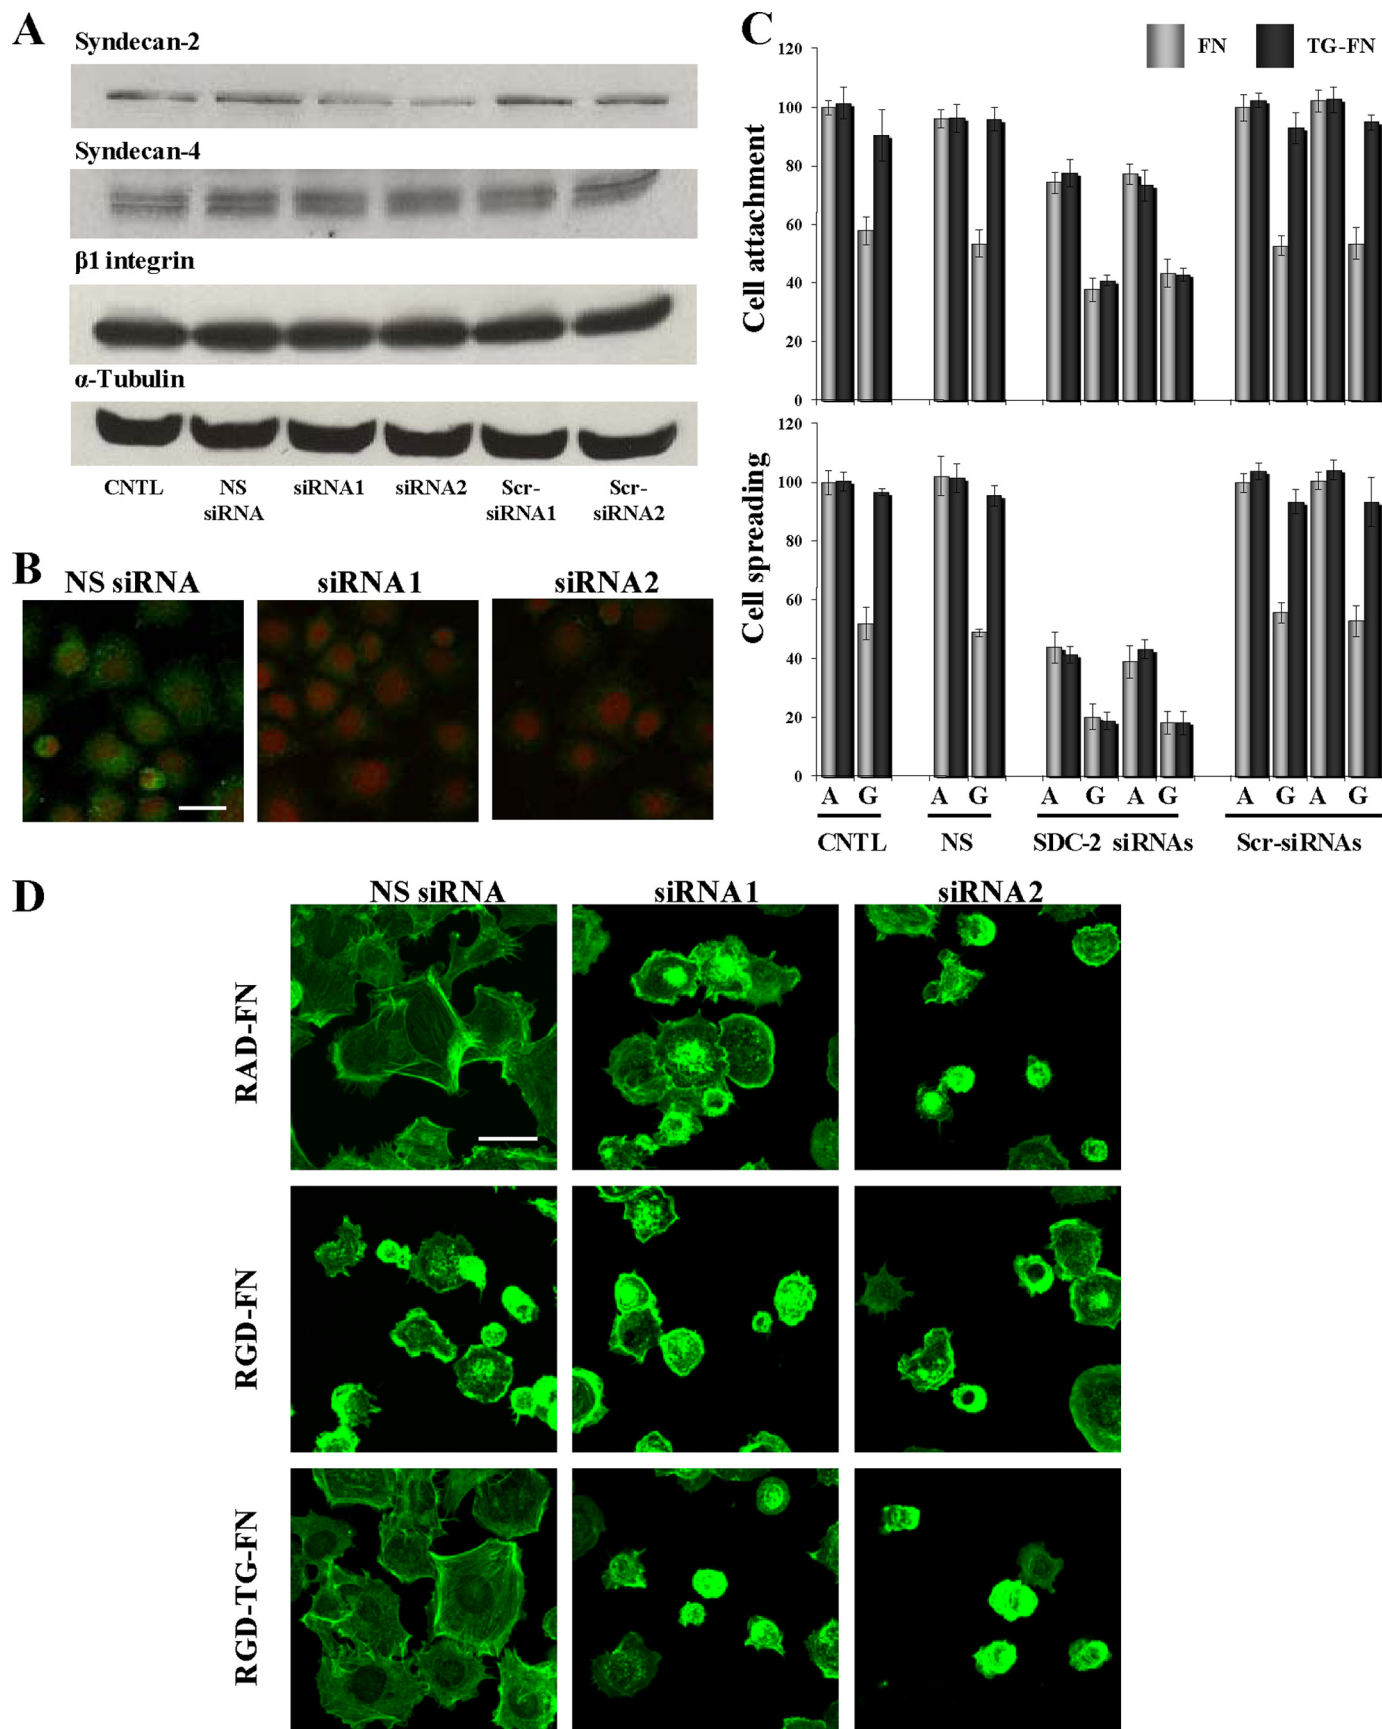 A
Syndecan-2
Syndecan-4
β1 integrin
α-Tubulin
CNTL NS siRNA siRNA1 siRNA2 Scr-siRNA1 Scr-siRNA2
B
NS siRNA siRNA1 siRNA2
C
FN TG-FN
Cell attachment
120
100
80
60
40
20
0
Cell spreading
120
100
80
60
40
20
0
A G A G A G A G A G A G
CNTL NS SDC-2 siRNAs Scr-siRNAs
D
NS siRNA siRNA1 siRNA2
RAD-FN
RGD-FN
RGD-TG-FN